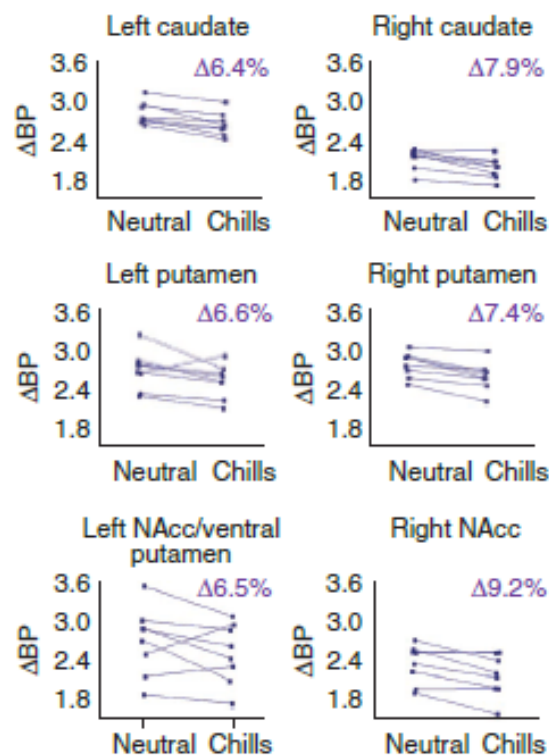 Left caudate
Δ6.4%
3.6
3.0
2.4
1.8
ΔBP
Neutral Chills
Right caudate
Δ7.9%
3.6
3.0
2.4
1.8
ΔBP
Neutral Chills
Left putamen
Δ6.6%
3.6
3.0
2.4
1.8
ΔBP
Neutral Chills
Right putamen
Δ7.4%
3.6
3.0
2.4
1.8
ΔBP
Neutral Chills
Left NAcc/ventral
putamen
Δ6.5%
3.6
3.0
2.4
1.8
ΔBP
Neutral Chills
Right NAcc
Δ9.2%
3.6
3.0
2.4
1.8
ΔBP
Neutral Chills